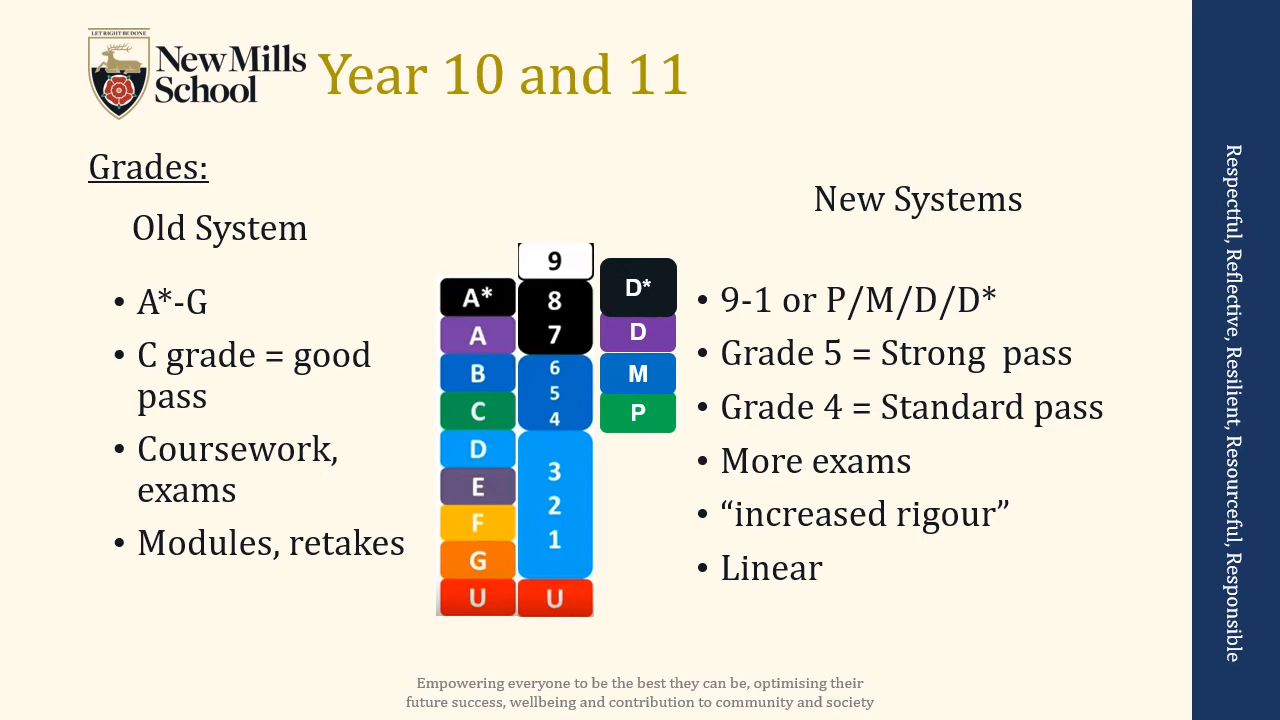 LET RIGHT BE DONE
New Mills
School
Year 10 and 11
Grades:
Old System
• A*-G
• C grade = good
pass
• Coursework,
exams
• Modules, retakes
A*
A
B
C
D
E
F
G
U
9
8
7
6
5
4
3
2
1
U
D*
D
M
P
New Systems
• 9-1 or P/M/D/D*
• Grade 5 = Strong  pass
• Grade 4 = Standard pass
• More exams
• “increased rigour”
• Linear
Respectful, Reflective, Resilient, Resourceful, Responsible
Empowering everyone to be the best they can be, optimising their
future success, wellbeing and contribution to community and society